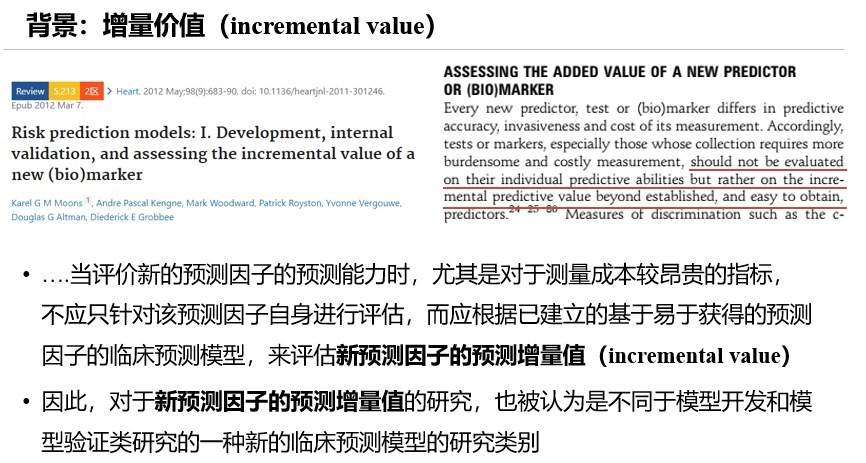 背景：增量价值（incremental value）
Review 5.213 2区 > Heart. 2012 May;98(9):683-90. doi: 10.1136/heartjnl-2011-301246.
Epub 2012 Mar 7.
Risk prediction models: I. Development, internal
validation, and assessing the incremental value of a
new (bio)marker
Karel G M Moons 1, Andre Pascal Kengne, Mark Woodward, Patrick Royston, Yvonne Vergouwe,
Douglas G Altman, Diederick E Grobbee
ASSESSING THE ADDED VALUE OF A NEW PREDICTOR
OR (BIO)MARKER
Every new predictor, test or (bio)marker differs in predictive
accuracy, invasiveness and cost of its measurement. Accordingly,
tests or markers, especially those whose collection requires more
burdensome and costly measurement, should not be evaluated
on their individual predictive abilities but rather on the incre-
mental predictive value beyond established, and easy to obtain,
predictors.24 25 80 Measures of discrimination such as the c-
• ….当评价新的预测因子的预测能力时，尤其是对于测量成本较昂贵的指标，
不应只针对该预测因子自身进行评估，而应根据已建立的基于易于获得的预测
因子的临床预测模型，来评估新预测因子的预测增量值（incremental value）
• 因此，对于新预测因子的预测增量值的研究，也被认为是不同于模型开发和模
型验证类研究的一种新的临床预测模型的研究类别